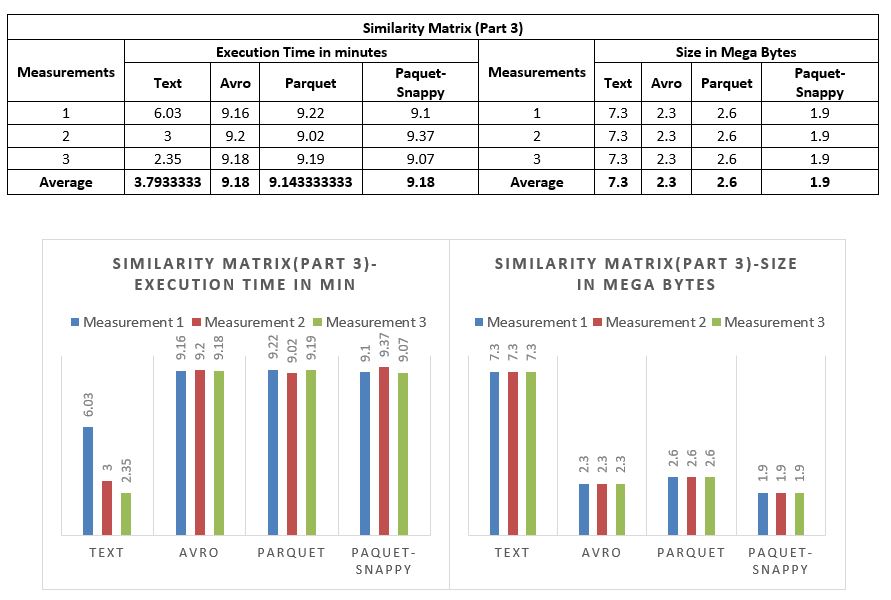 Similarity Matrix (Part 3)
Measurements Execution Time in minutes Measurements Size in Mega Bytes
Text Avro Parquet Paquet-Snappy Text Avro Parquet Paquet-Snappy
1 6.03 9.16 9.22 9.1 1 7.3 2.3 2.6 1.9
2 3 9.2 9.02 9.37 2 7.3 2.3 2.6 1.9
3 2.35 9.18 9.19 9.07 3 7.3 2.3 2.6 1.9
Average 3.7933333 9.18 9.143333333 9.18 Average 7.3 2.3 2.6 1.9
SIMILARITY MATRIX(PART 3)-
EXECUTION TIME IN MIN
Measurement 1 Measurement 2 Measurement 3
6.03 3 2.35 9.16 9.2 9.18 9.22 9.02 9.19 9.1 9.37 9.07
TEXT AVRO PARQUET PAQUET-
SNAPPY
SIMILARITY MATRIX(PART 3)-SIZE
IN MEGA BYTES
Measurement 1 Measurement 2 Measurement 3
7.3 7.3 7.3 2.3 2.3 2.3 2.6 2.6 2.6 1.9 1.9 1.9
TEXT AVRO PARQUET PAQUET-
SNAPPY